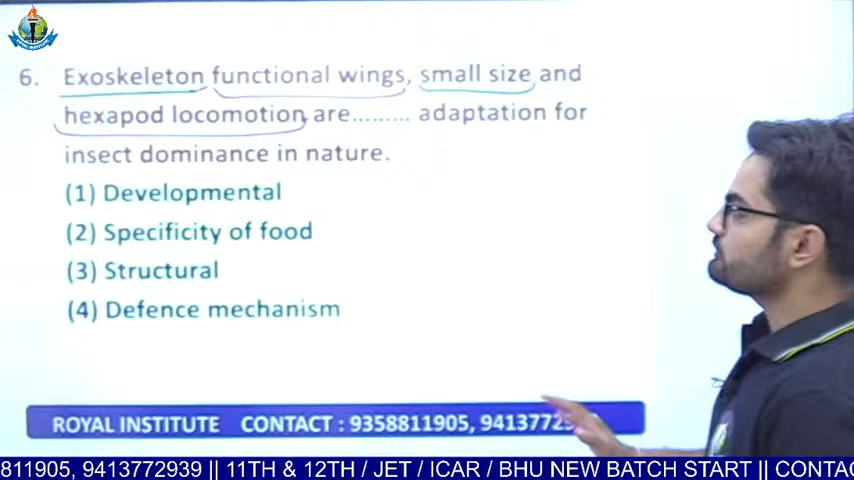 ROYAL INSTITUTE
6. Exoskeleton functional wings, small size and
hexapod locomotion are......... adaptation for
insect dominance in nature.
(1) Developmental
(2) Specificity of food
(3) Structural
(4) Defence mechanism
ROYAL INSTITUTE CONTACT : 9358811905,
811905, 9413772939 || 11TH & 12TH / JET / ICAR / BHU NEW BATCH START || CONTAC